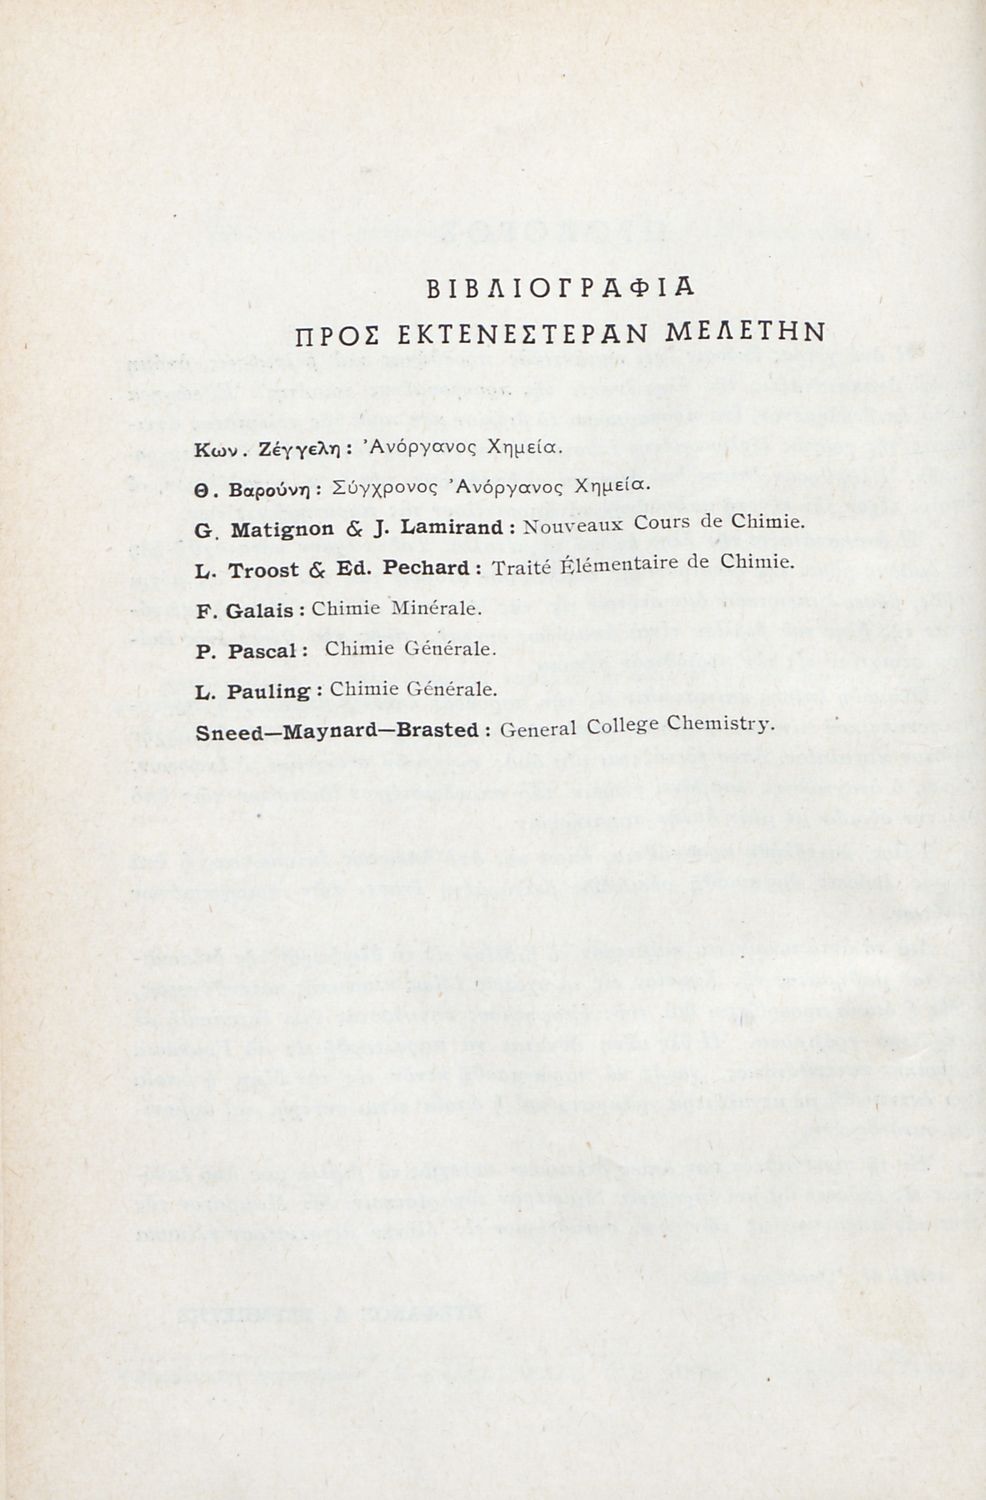 ΒΙΒΛΙΟΓΡΑΦΙΑ
ΠΡΟΣ ΕΚΤΕΝΕΣΤΕΡΑΝ ΜΕΛΕΤΗΝ
Κων. Ζέγγελη : Ἀνόργανος Χημεία.
Θ. Βαρούνη : Σύγχρονος Ἀνόργανος Χημεία.
G. Matignon & J. Lamirand : Nouveaux Cours de Chimie.
L. Troost & Ed. Pechard : Traité Élémentaire de Chimie.
F. Galais : Chimie Minérale.
P. Pascal : Chimie Générale.
L. Pauling : Chimie Générale.
Sneed—Maynard—Brasted : General College Chemistry.